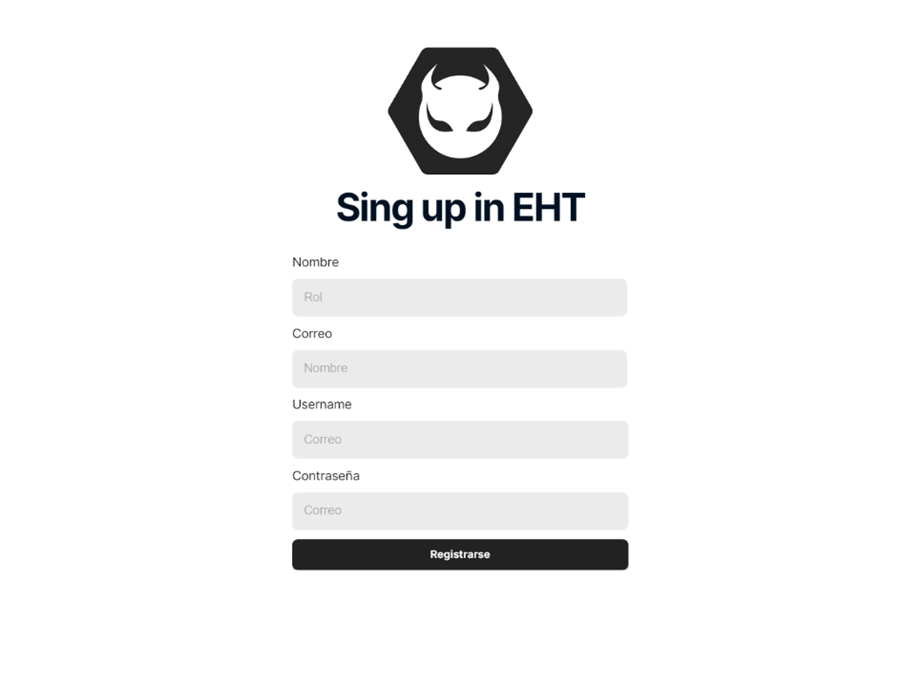 Sing up in EHT
Nombre
Rol
Correo
Nombre
Username
Correo
Contraseña
Correo
Registrarse